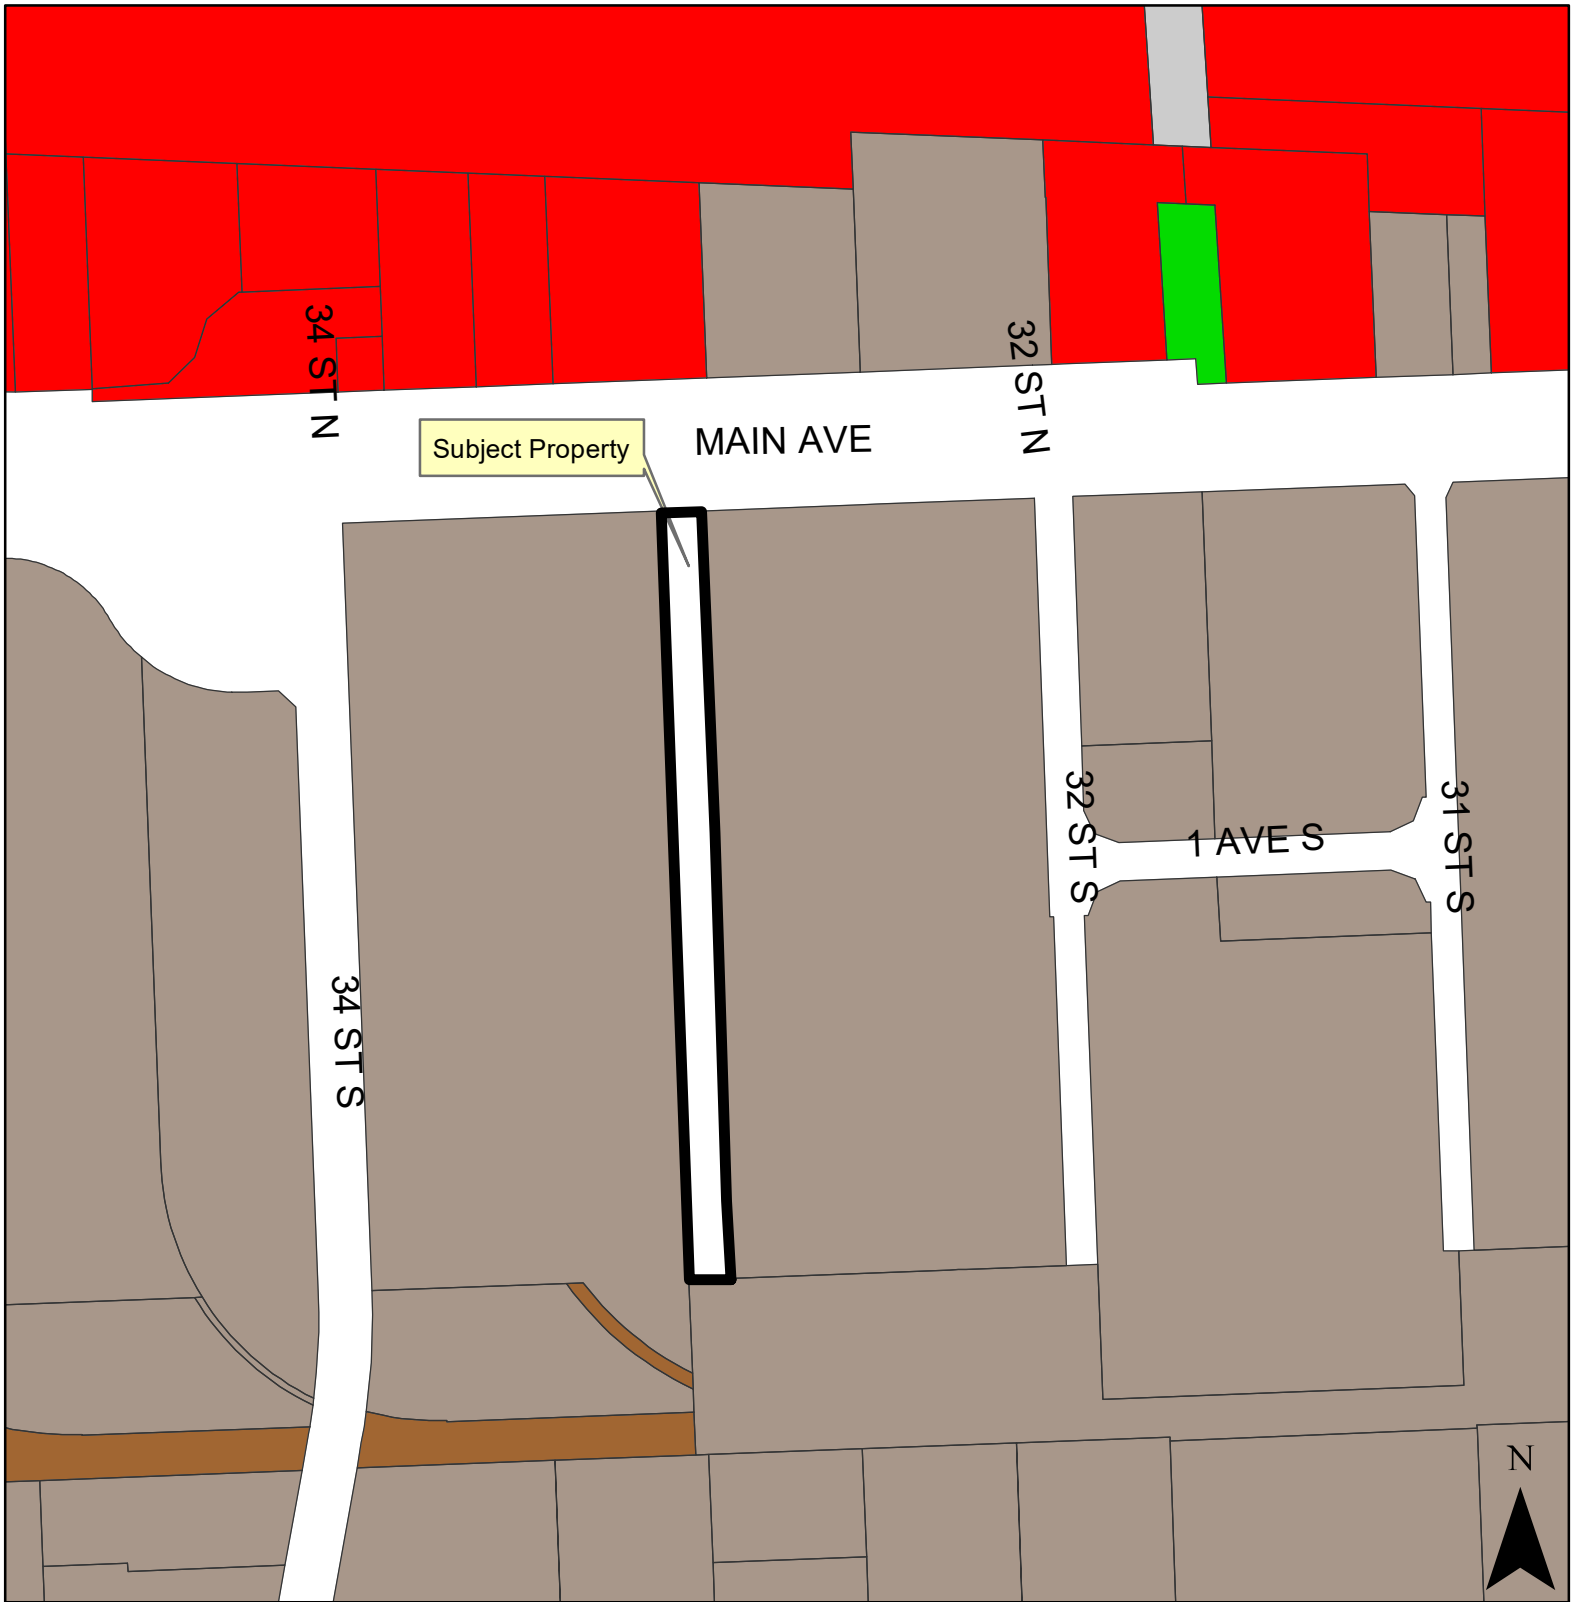 34 ST N
32 ST N
MAIN AVE
Subject Property
32 ST S
31 ST S
1 AVE S
34 ST S
N